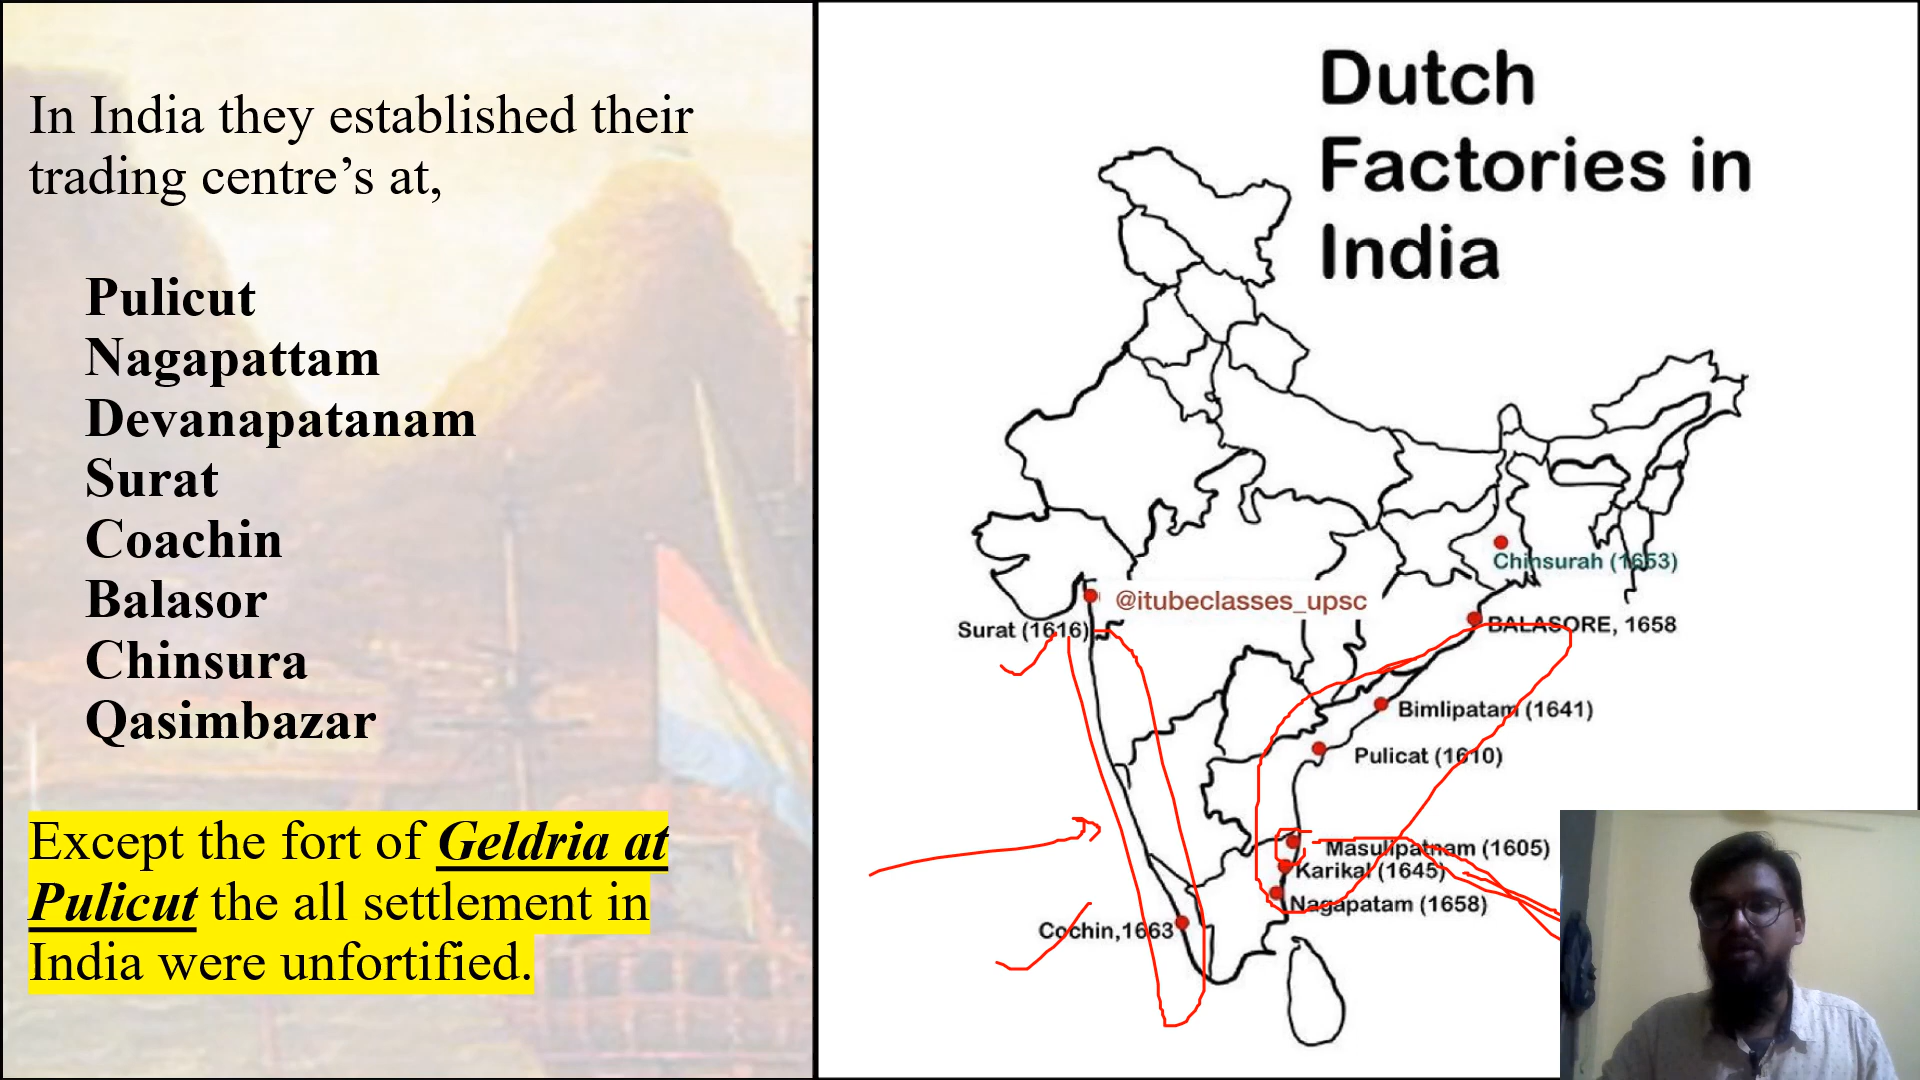 In India they established their
trading centre’s at,
Pulicut
Nagapattam
Devanapatanam
Surat
Coachin
Balasor
Chinsura
Qasimbazar
Except the fort of Geldria at
Pulicut the all settlement in
India were unfortified.
Dutch
Factories in
India
Chinsurah (1653)
@itubeclasses_upsc
Surat (1616)
BALASORE, 1658
Bimlipatam (1641)
Pulicat (1610)
Masulipatnam (1605)
Karikal (1645)
Nagapatam (1658)
Cochin,1663